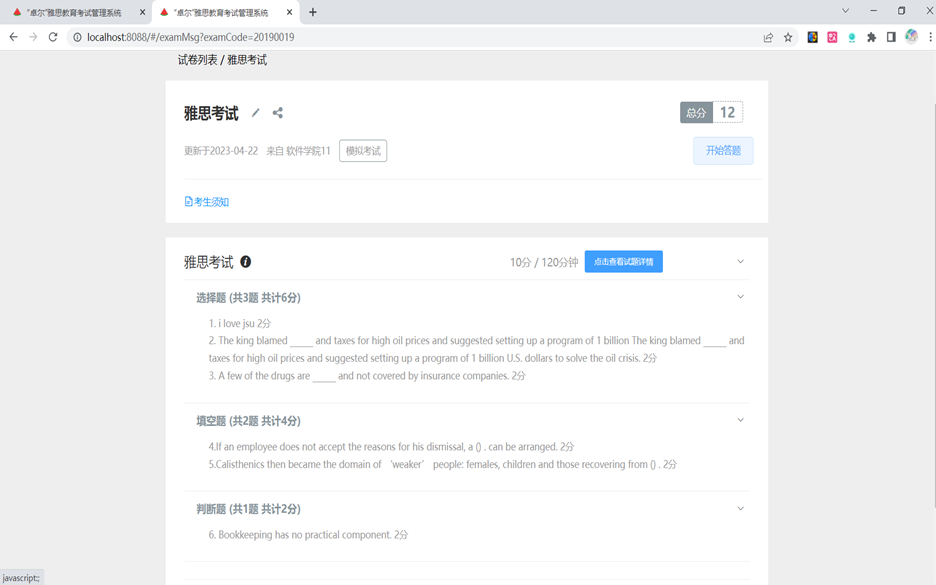 "卓尔"雅思教育考试管理系统
"卓尔"雅思教育考试管理系统
localhost:8088/#/examMsg?examCode=20190019
试卷列表 / 雅思考试
雅思考试
总分 12
更新于2023-04-22 来自 软件学院11 模拟考试
开始答题
考生须知
雅思考试
10分 / 120分钟 点击查看试题详情
选择题 (共3题 共计6分)
1. i love jsu 2分
2. The king blamed _____ and taxes for high oil prices and suggested setting up a program of 1 billion The king blamed _____ and
taxes for high oil prices and suggested setting up a program of 1 billion U.S. dollars to solve the oil crisis. 2分
3. A few of the drugs are _____ and not covered by insurance companies. 2分
填空题 (共2题 共计4分)
4.If an employee does not accept the reasons for his dismissal, a () . can be arranged. 2分
5.Calisthenics then became the domain of ‘weaker’ people: females, children and those recovering from () . 2分
判断题 (共1题 共计2分)
6. Bookkeeping has no practical component. 2分
javascript:;